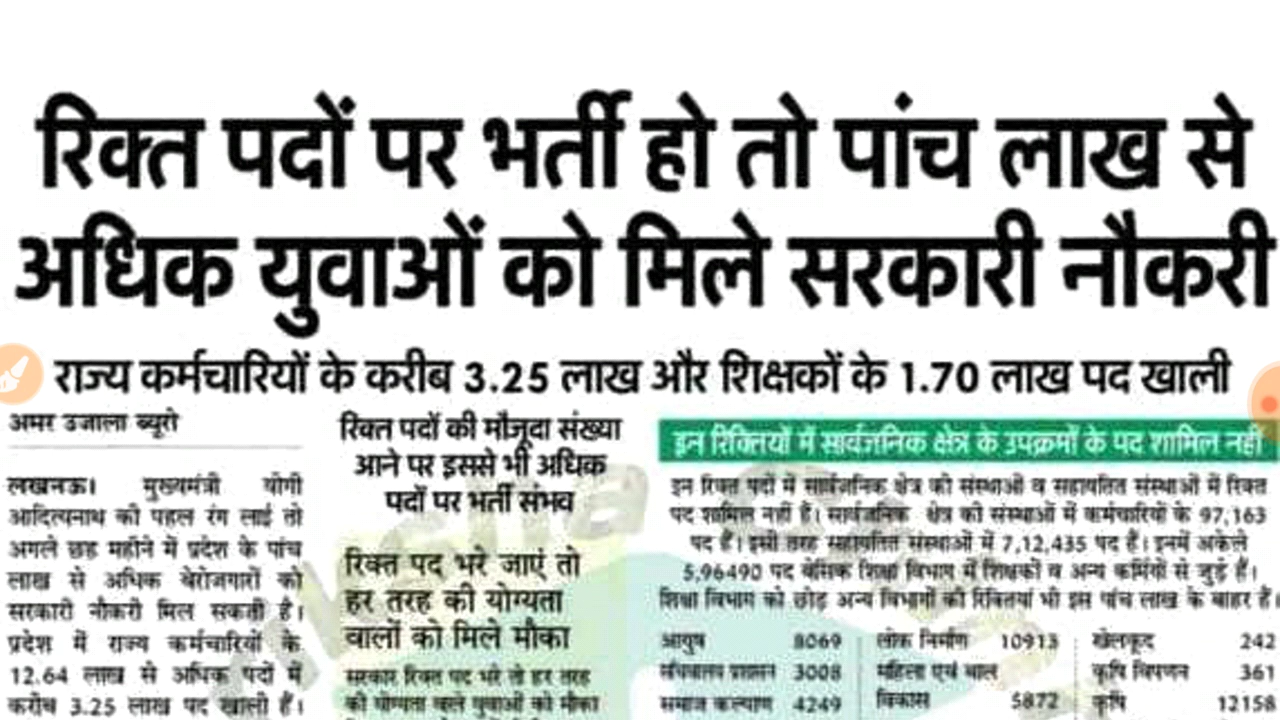 रिक्त पदों पर भर्ती हो तो पांच लाख से
अधिक युवाओं को मिले सरकारी नौकरी
राज्य कर्मचारियों के करीब 3.25 लाख और शिक्षकों के 1.70 लाख पद खाली
अमर उजाला ब्यूरो
लखनऊ। मुख्यमंत्री योगी
आदित्यनाथ की पहल रंग लाई तो
अगले छह महीने में प्रदेश के पांच
लाख से अधिक बेरोजगारों को
सरकारी नौकरी मिल सकती है।
प्रदेश में राज्य कर्मचारियों के
12.64 लाख से अधिक पदों में
करीब 3.25 लाख पद खाली हैं।
रिक्त पदों की मौजूदा संख्या
आने पर इससे भी अधिक
पदों पर भर्ती संभव
रिक्त पद भरे जाएं तो
हर तरह की योग्यता
वालों को मिले मौका
सरकार रिक्त पद भरे तो हर तरह
की योग्यता वाले युवाओं को मौका
इन रिक्तियों में सार्वजनिक क्षेत्र के उपक्रमों के पद शामिल नहीं
इन रिक्त पदों में सार्वजनिक क्षेत्र की संस्थाओं व सहायतित संस्थाओं में रिक्त
पद शामिल नहीं हैं। सार्वजनिक क्षेत्र की संस्थाओं में कर्मचारियों के 97,163
पद हैं। इसी तरह सहायतित संस्थाओं में 7,12,435 पद हैं। इनमें अकेले
5,96490 पद बेसिक शिक्षा विभाग में शिक्षकों व अन्य कर्मियों से जुड़े हैं।
शिक्षा विभाग को छोड़ अन्य विभागों की रिक्तियां भी इस पांच लाख के बाहर हैं।
आयुष 8069
सचिवालय प्रशासन 3008
समाज कल्याण 4249
लोक निर्माण 10913
महिला एवं बाल
विकास 5872
खेलकूद 242
कृषि विपणन 361
कृषि 12158